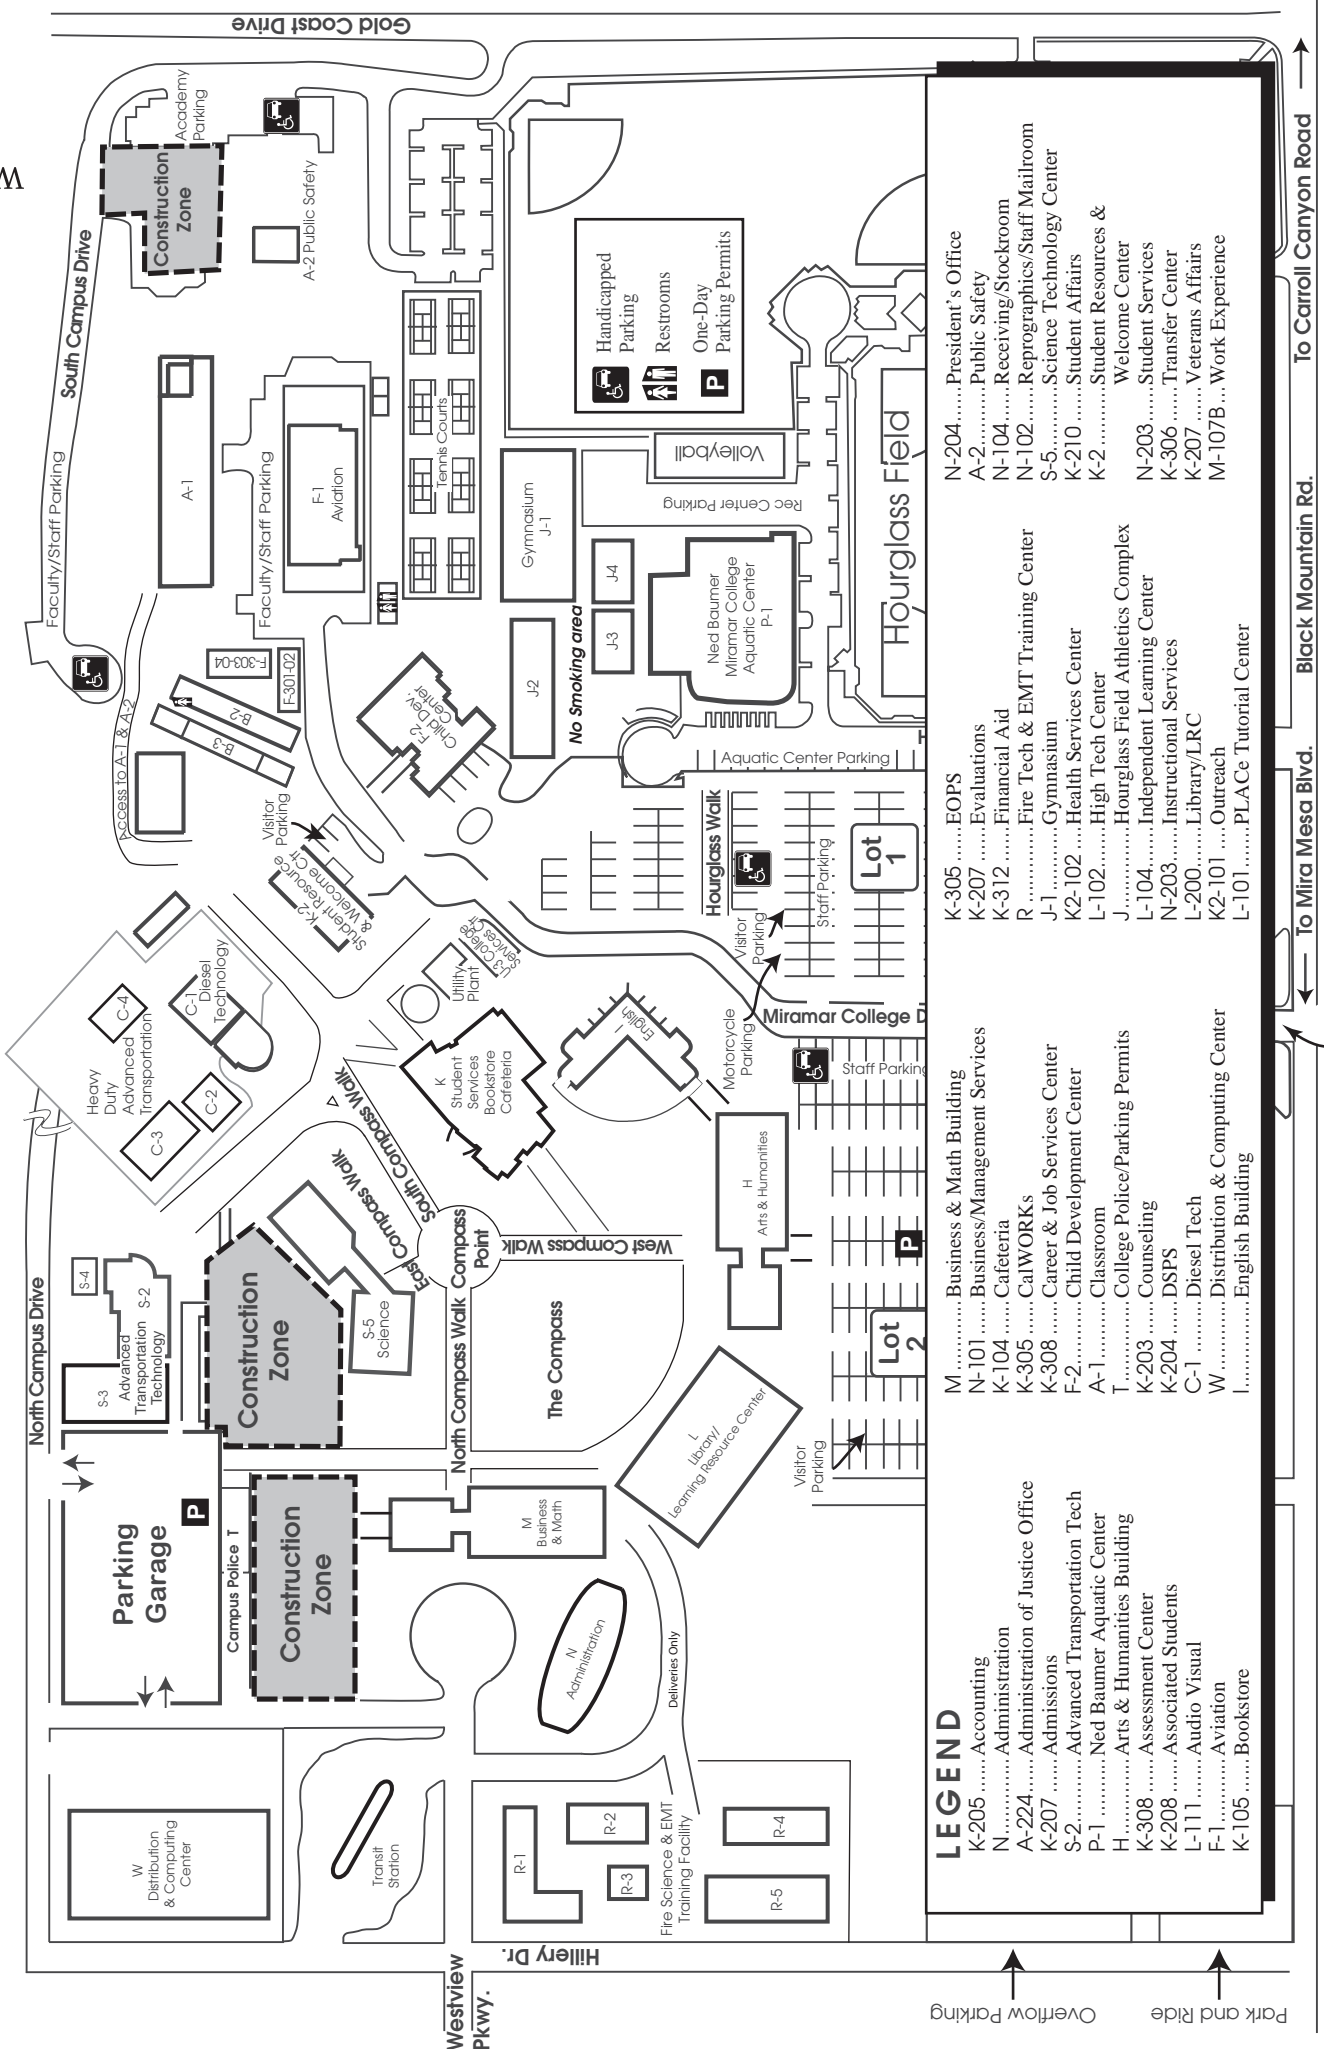 W
Gold Coast Drive
South Campus Drive
Academy
Parking
Construction
Zone
A-2 Public Safety
Faculty/Staff Parking
A-1
Faculty/Staff Parking
F-1
Aviation
Tennis Courts
Handicapped
Parking
Restrooms
P
One-Day
Parking Permits
Volleyball
Rec Center Parking
Hourglass Field
Gymnasium
J-1
J-4
J-3
J-2
No Smoking area
Ned Baumer
Miramar College
Aquatic Center
P-1
Aquatic Center Parking
H
F-303-04
F-301-02
B-2
B-3
Access to A-1 & A-2
F-2
Child Dev.
Center
Visitor
Parking
K-2
Student Resource
& Welcome Ctr
U-3 College
Services Ctr
Utility
Plant
Hourglass Walk
Staff Parking
Lot
1
Visitor
Parking
Motorcycle
Parking
Miramar College D
Staff Parking
C-4
C-1
Diesel
Technology
Heavy
Duty
Advanced
Transportation
C-2
C-3
K
Student
Services
Bookstore
Cafeteria
I
English
H
Arts & Humanities
P
Lot
2
Visitor
Parking
South Compass Walk
East Compass Walk
West Compass Walk
Compass
Point
North Compass Walk
The Compass
North Campus Drive
S-4
S-2
S-3
Advanced
Transportation
Technology
Construction
Zone
S-5
Science
L
Library/
Learning Resource Center
M
Business
& Math
Parking
Garage
P
Campus Police T
Construction
Zone
N
Administration
Deliveries Only
W
Distribution
& Computing
Center
Transit
Station
R-1
R-2
R-3
R-4
R-5
Fire Science & EMT
Training Facility
Hillery Dr.
Westview
Pkwy.
Overflow Parking
Park and Ride
LEGEND
K-205 ......Accounting
N..............Administration
A-224......Administration of Justice Office
K-207 ......Admissions
S-2...........Advanced Transportation Tech
P-1 ..........Ned Baumer Aquatic Center
H..............Arts & Humanities Building
K-308 ......Assessment Center
K-208 ......Associated Students
L-111.......Audio Visual
F-1...........Aviation
K-105 ......Bookstore
M .............Business & Math Building
N-101 .....Business/Management Services
K-104 ......Cafeteria
K-305 ......CalWORKs
K-308 ......Career & Job Services Center
F-2...........Child Development Center
A-1..........Classroom
T...............College Police/Parking Permits
K-203 ......Counseling
K-204 ......DSPS
C-1 .........Diesel Tech
W.............Distribution & Computing Center
I................English Building
K-305 ......EOPS
K-207 ......Evaluations
K-312 ......Financial Aid
R ..............Fire Tech & EMT Training Center
J-1 ..........Gymnasium
K2-102 ....Health Services Center
L-102.......High Tech Center
J...............Hourglass Field Athletics Complex
L-104.......Independent Learning Center
N-203......Instructional Services
L-200.......Library/LRC
K2-101 ....Outreach
L-101.......PLACe Tutorial Center
N-204......President's Office
A-2..........Public Safety
N-104......Receiving/Stockroom
N-102......Reprographics/Staff Mailroom
S-5...........Science Technology Center
K-210 ......Student Affairs
K-2...........Student Resources &
Welcome Center
N-203......Student Services
K-306 ......Transfer Center
K-207 ......Veterans Affairs
M-107B...Work Experience
To Mira Mesa Blvd.
Black Mountain Rd.
To Carroll Canyon Road